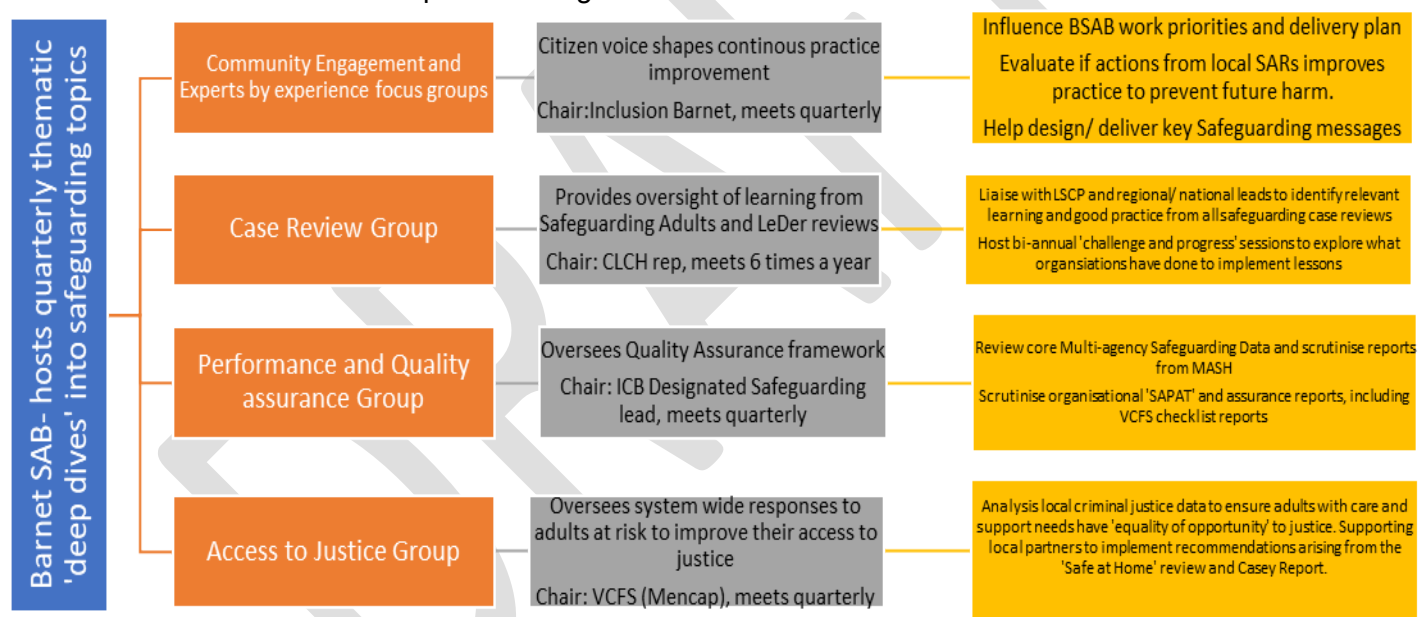 Barnet SAB- hosts quarterly thematic
'deep dives' into safeguarding topics
Community Engagement and
Experts by experience focus groups
Citizen voice shapes continous practice
improvement
Chair:Inclusion Barnet, meets quarterly
Influence BSAB work priorities and delivery plan
Evaluate if actions from local SARs improves
practice to prevent future harm.
Help design/ deliver key Safeguarding messages
Case Review Group
Provides oversight of learning from
Safeguarding Adults and LeDer reviews
Chair: CLCH rep, meets 6 times a year
Liaise with LSCP and regional/ national leads to identify relevant
learning and good practice from all safeguarding case reviews
Host bi-annual 'challenge and progress' sessions to explore what
organsiations have done to implement lessons
Performance and Quality
assurance Group
Oversees Quality Assurance framework
Chair: ICB Designated Safeguarding
lead, meets quarterly
Review core Multi-agency Safeguarding Data and scrutinise reports
from MASH
Scrutinise organisational 'SAPAT' and assurance reports, including
VCFS checklist reports
Access to Justice Group
Oversees system wide responses to
adults at risk to improve their access to
justice
Chair: VCFS (Mencap), meets quarterly
Analysis local criminal justice data to ensure adults with care and
support needs have 'equality of opportunity' to justice. Supporting
local partners to implement recommendations arising from the
'Safe at Home' review and Casey Report.